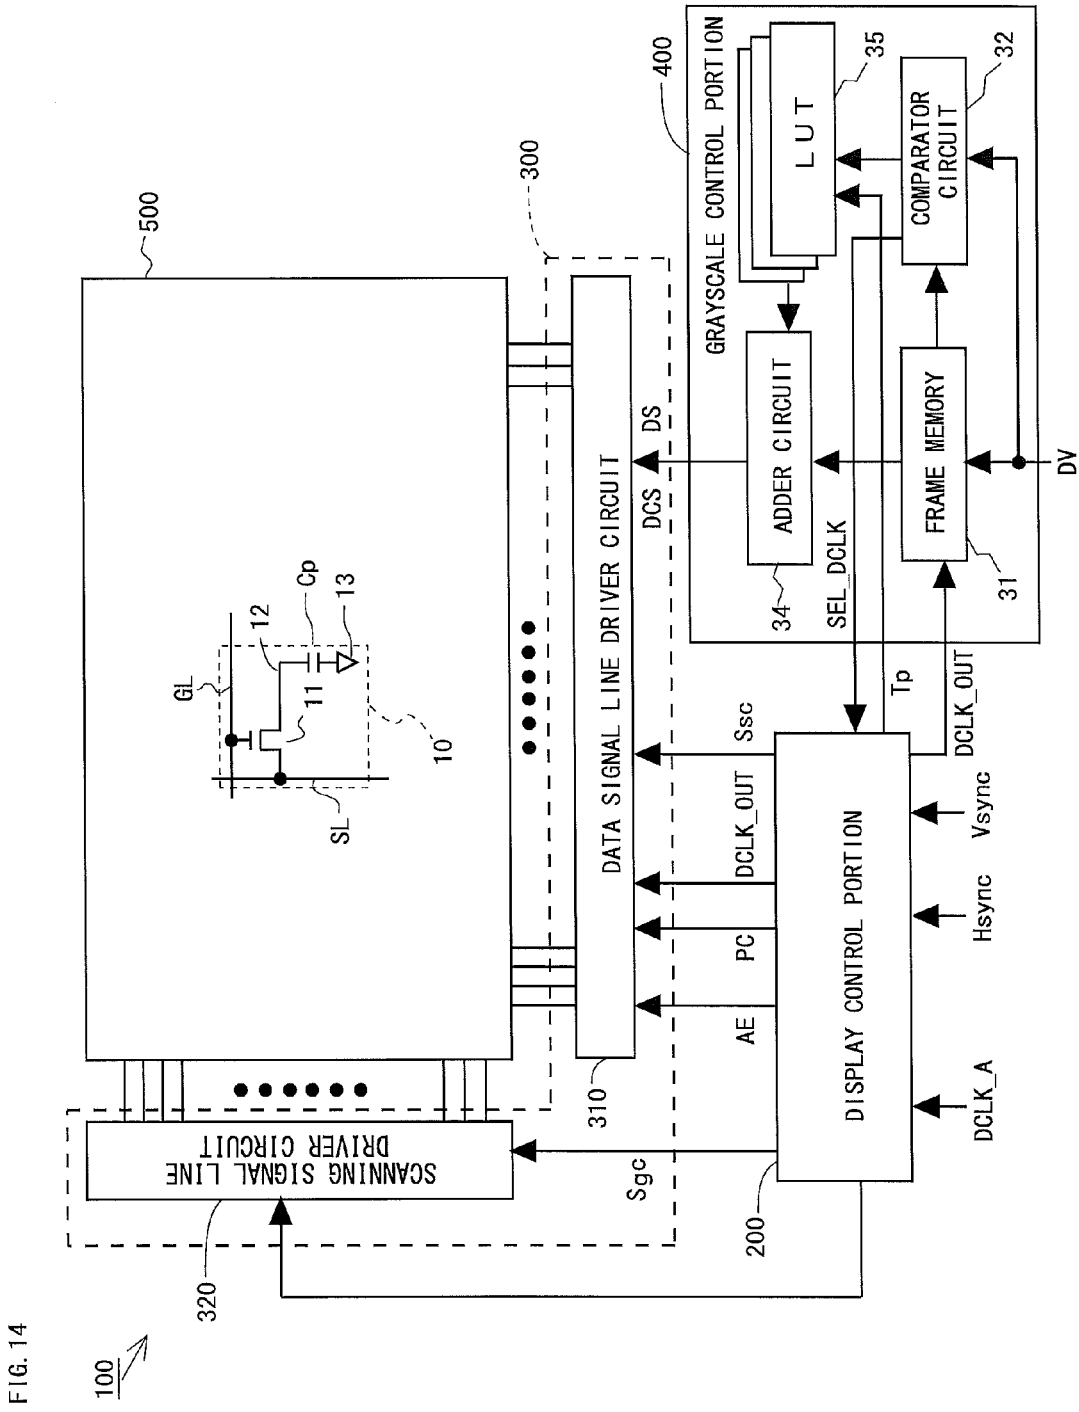 FIG. 14
100
320
SCANNING SIGNAL LINE
DRIVER CIRCUIT
500
GL
SL
10
11
12
Cp
13
300
310
DATA SIGNAL LINE DRIVER CIRCUIT
DCS
DS
Sgc
AE
PC
DCLK_OUT
Ssc
200
DISPLAY CONTROL PORTION
DCLK_A
Hsync
Vsync
DCLK_OUT
Tp
SEL_DCLK
400
GRAYSCALE CONTROL PORTION
34
ADDER CIRCUIT
LUT
35
31
FRAME MEMORY
COMPARATOR
CIRCUIT
32
DV